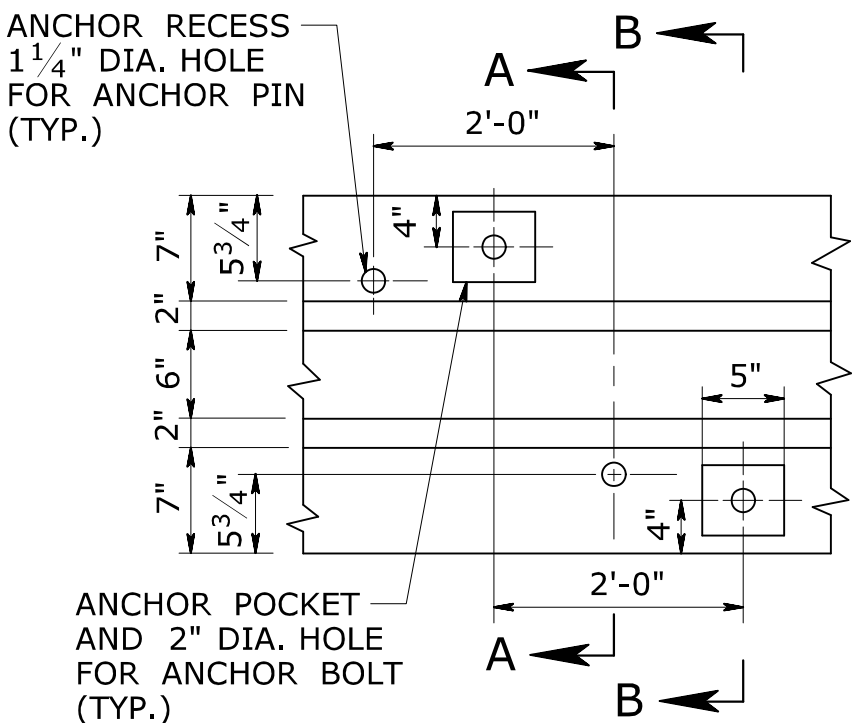 ANCHOR RECESS
1 1/4" DIA. HOLE
FOR ANCHOR PIN
(TYP.)
B
A
2'-0"
7"
5 3/4"
4"
2"
6"
5"
2"
7"
5 3/4"
4"
2'-0"
ANCHOR POCKET
AND 2" DIA. HOLE
FOR ANCHOR BOLT
(TYP.)
A
B